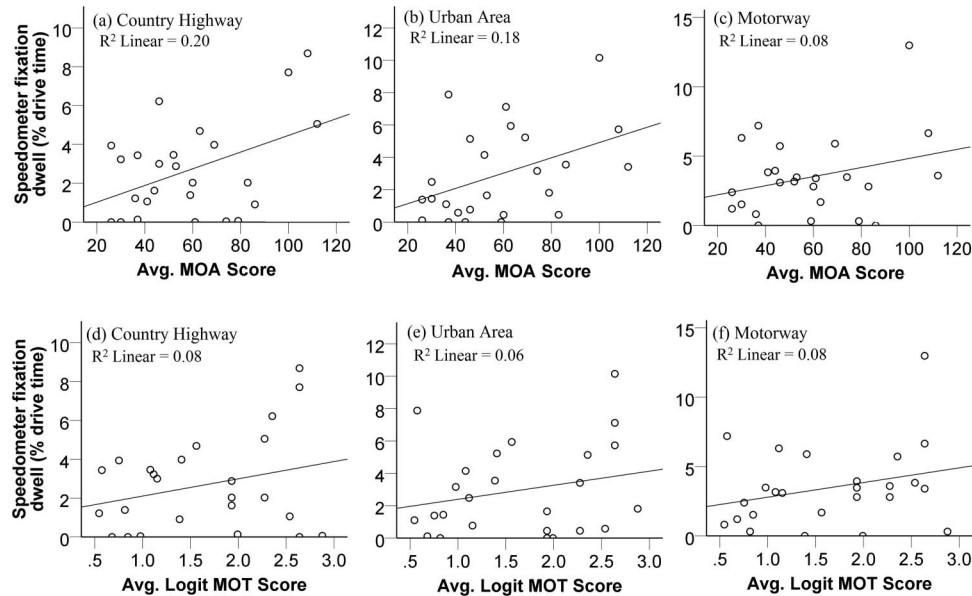 (a) Country Highway
R² Linear = 0.20
(b) Urban Area
R² Linear = 0.18
(c) Motorway
R² Linear = 0.08
Speedometer fixation
dwell (% drive time)
10
8
6
4
2
0
12
10
8
6
4
2
0
15
10
5
0
20 40 60 80 100 120
20 40 60 80 100 120
20 40 60 80 100 120
Avg. MOA Score
Avg. MOA Score
Avg. MOA Score
(d) Country Highway
R² Linear = 0.08
(e) Urban Area
R² Linear = 0.06
(f) Motorway
R² Linear = 0.08
Speedometer fixation
dwell (% drive time)
10
8
6
4
2
0
12
10
8
6
4
2
0
15
10
5
0
.5 1.0 1.5 2.0 2.5 3.0
.5 1.0 1.5 2.0 2.5 3.0
.5 1.0 1.5 2.0 2.5 3.0
Avg. Logit MOT Score
Avg. Logit MOT Score
Avg. Logit MOT Score